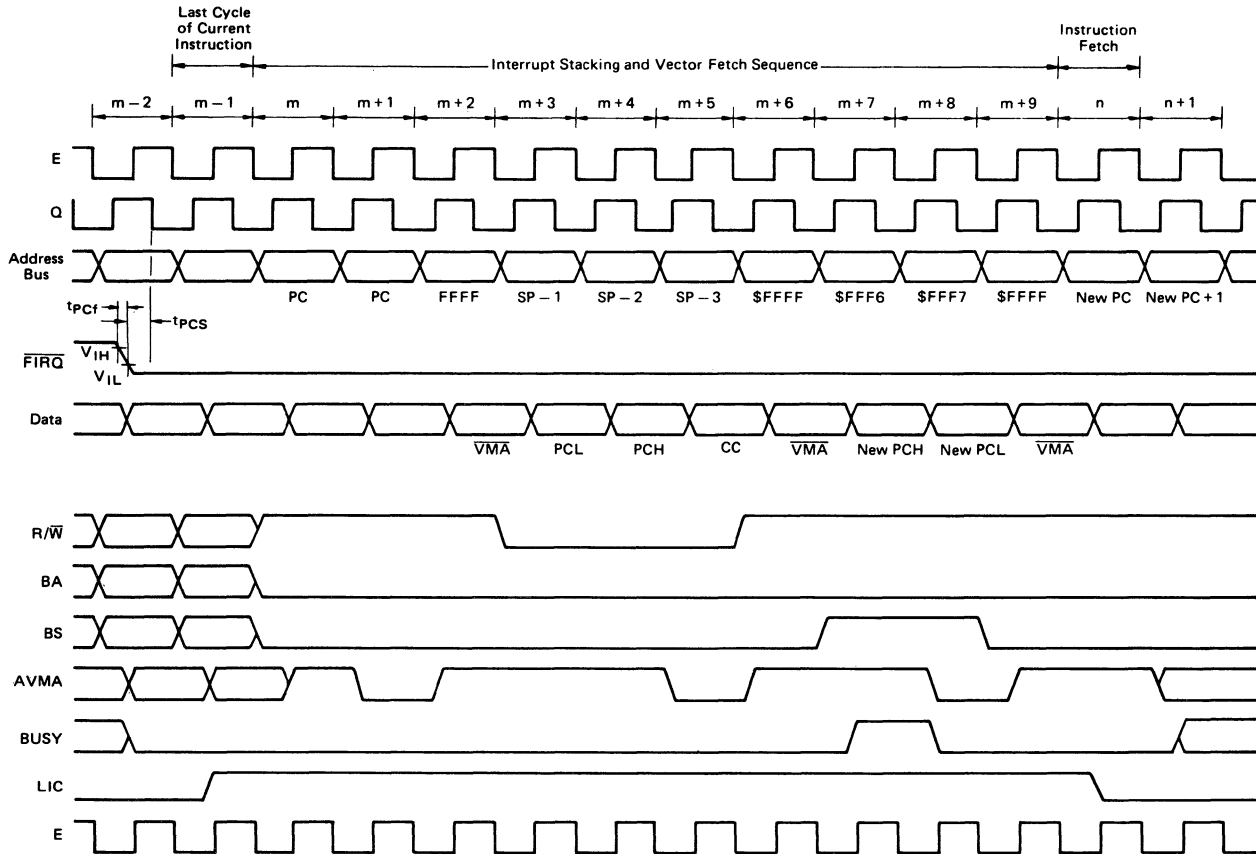 Last Cycle
of Current
Instruction
Instruction
Fetch
Interrupt Stacking and Vector Fetch Sequence
m – 2 m – 1 m m + 1 m + 2 m + 3 m + 4 m + 5 m + 6 m + 7 m + 8 m + 9 n n + 1
E
Q
Address
Bus
PC PC FFFF SP – 1 SP – 2 SP – 3 $FFFF $FFF6 $FFF7 $FFFF New PC New PC + 1
tPCf
tPCS
VIH
FIRQ
VIL
Data
VMA PCL PCH CC VMA New PCH New PCL VMA
R/W
BA
BS
AVMA
BUSY
LIC
E